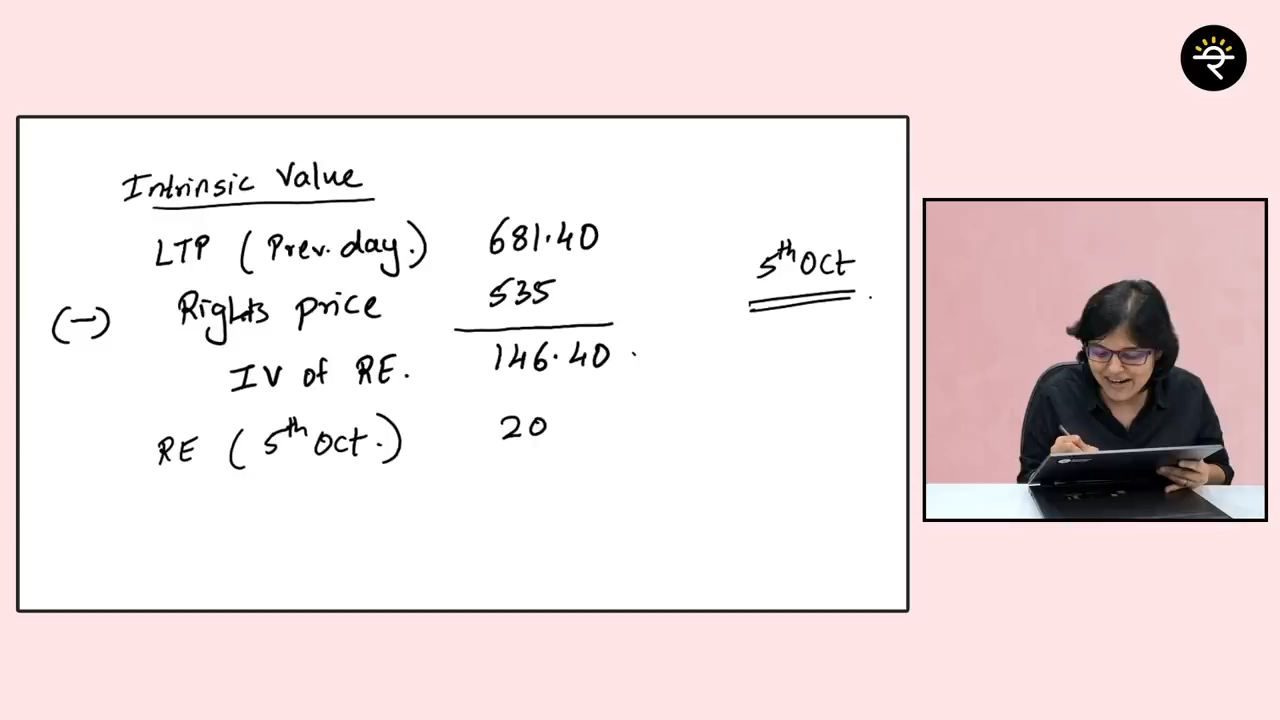 Intrinsic Value
LTP (Prev. day.) 681.40
5th Oct
(-) Rights price 535
IV of RE. 146.40
RE (5th Oct.) 20